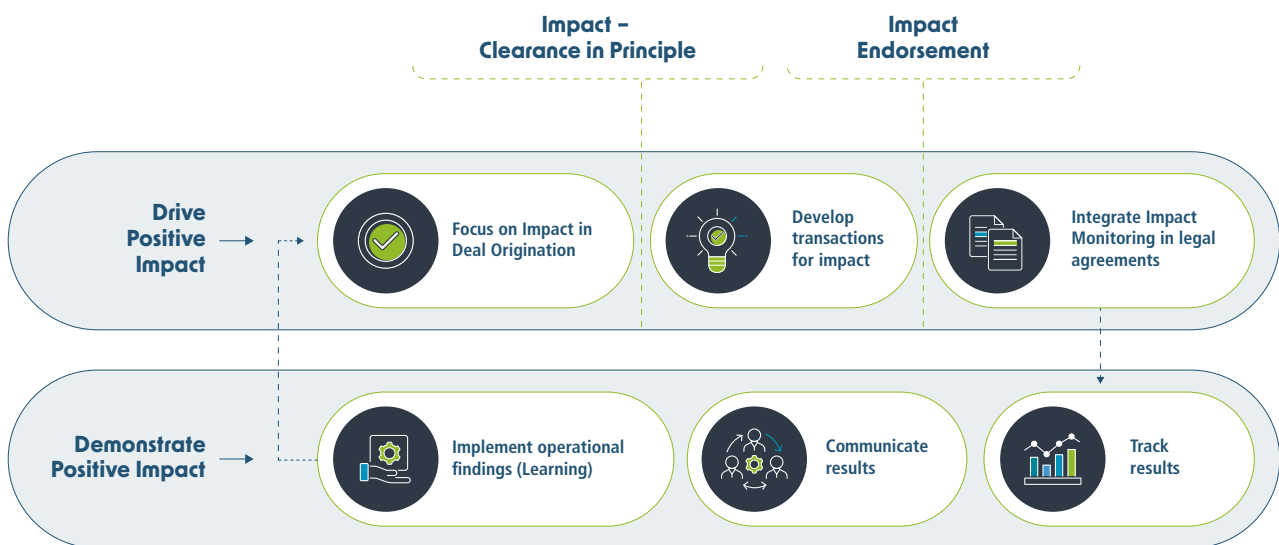 Impact –
Clearance in Principle
Impact
Endorsement
Drive
Positive
Impact
Focus on Impact in
Deal Origination
Develop
transactions
for impact
Integrate Impact
Monitoring in legal
agreements
Demonstrate
Positive Impact
Implement operational
findings (Learning)
Communicate
results
Track
results